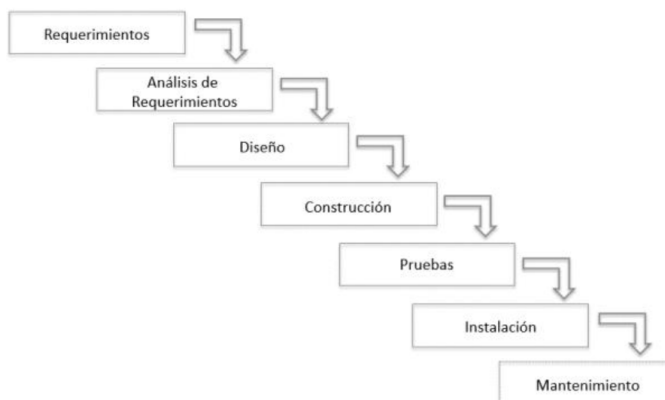 Requerimientos
Análisis de
Requerimientos
Diseño
Construcción
Pruebas
Instalación
Mantenimiento